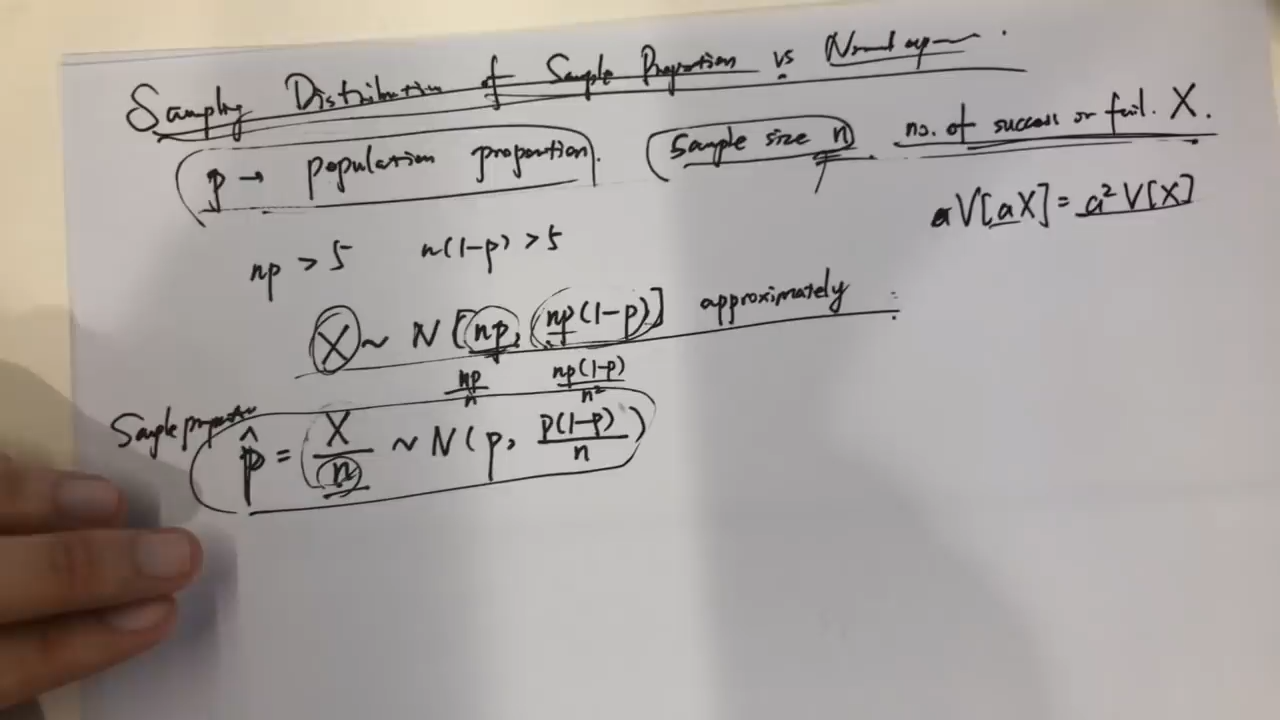 Sampling Distribution of Sample Proportion vs Normal
p → population proportion. Sample size n no. of success or fail. X.
aV[aX] = a² V[X]
np > 5 n(1-p) > 5
X ~ N [np, np(1-p)] approximately
np/n np(1-p)/n²
Sample proportion
p̂ = X/n ~ N(p, p(1-p)/n)